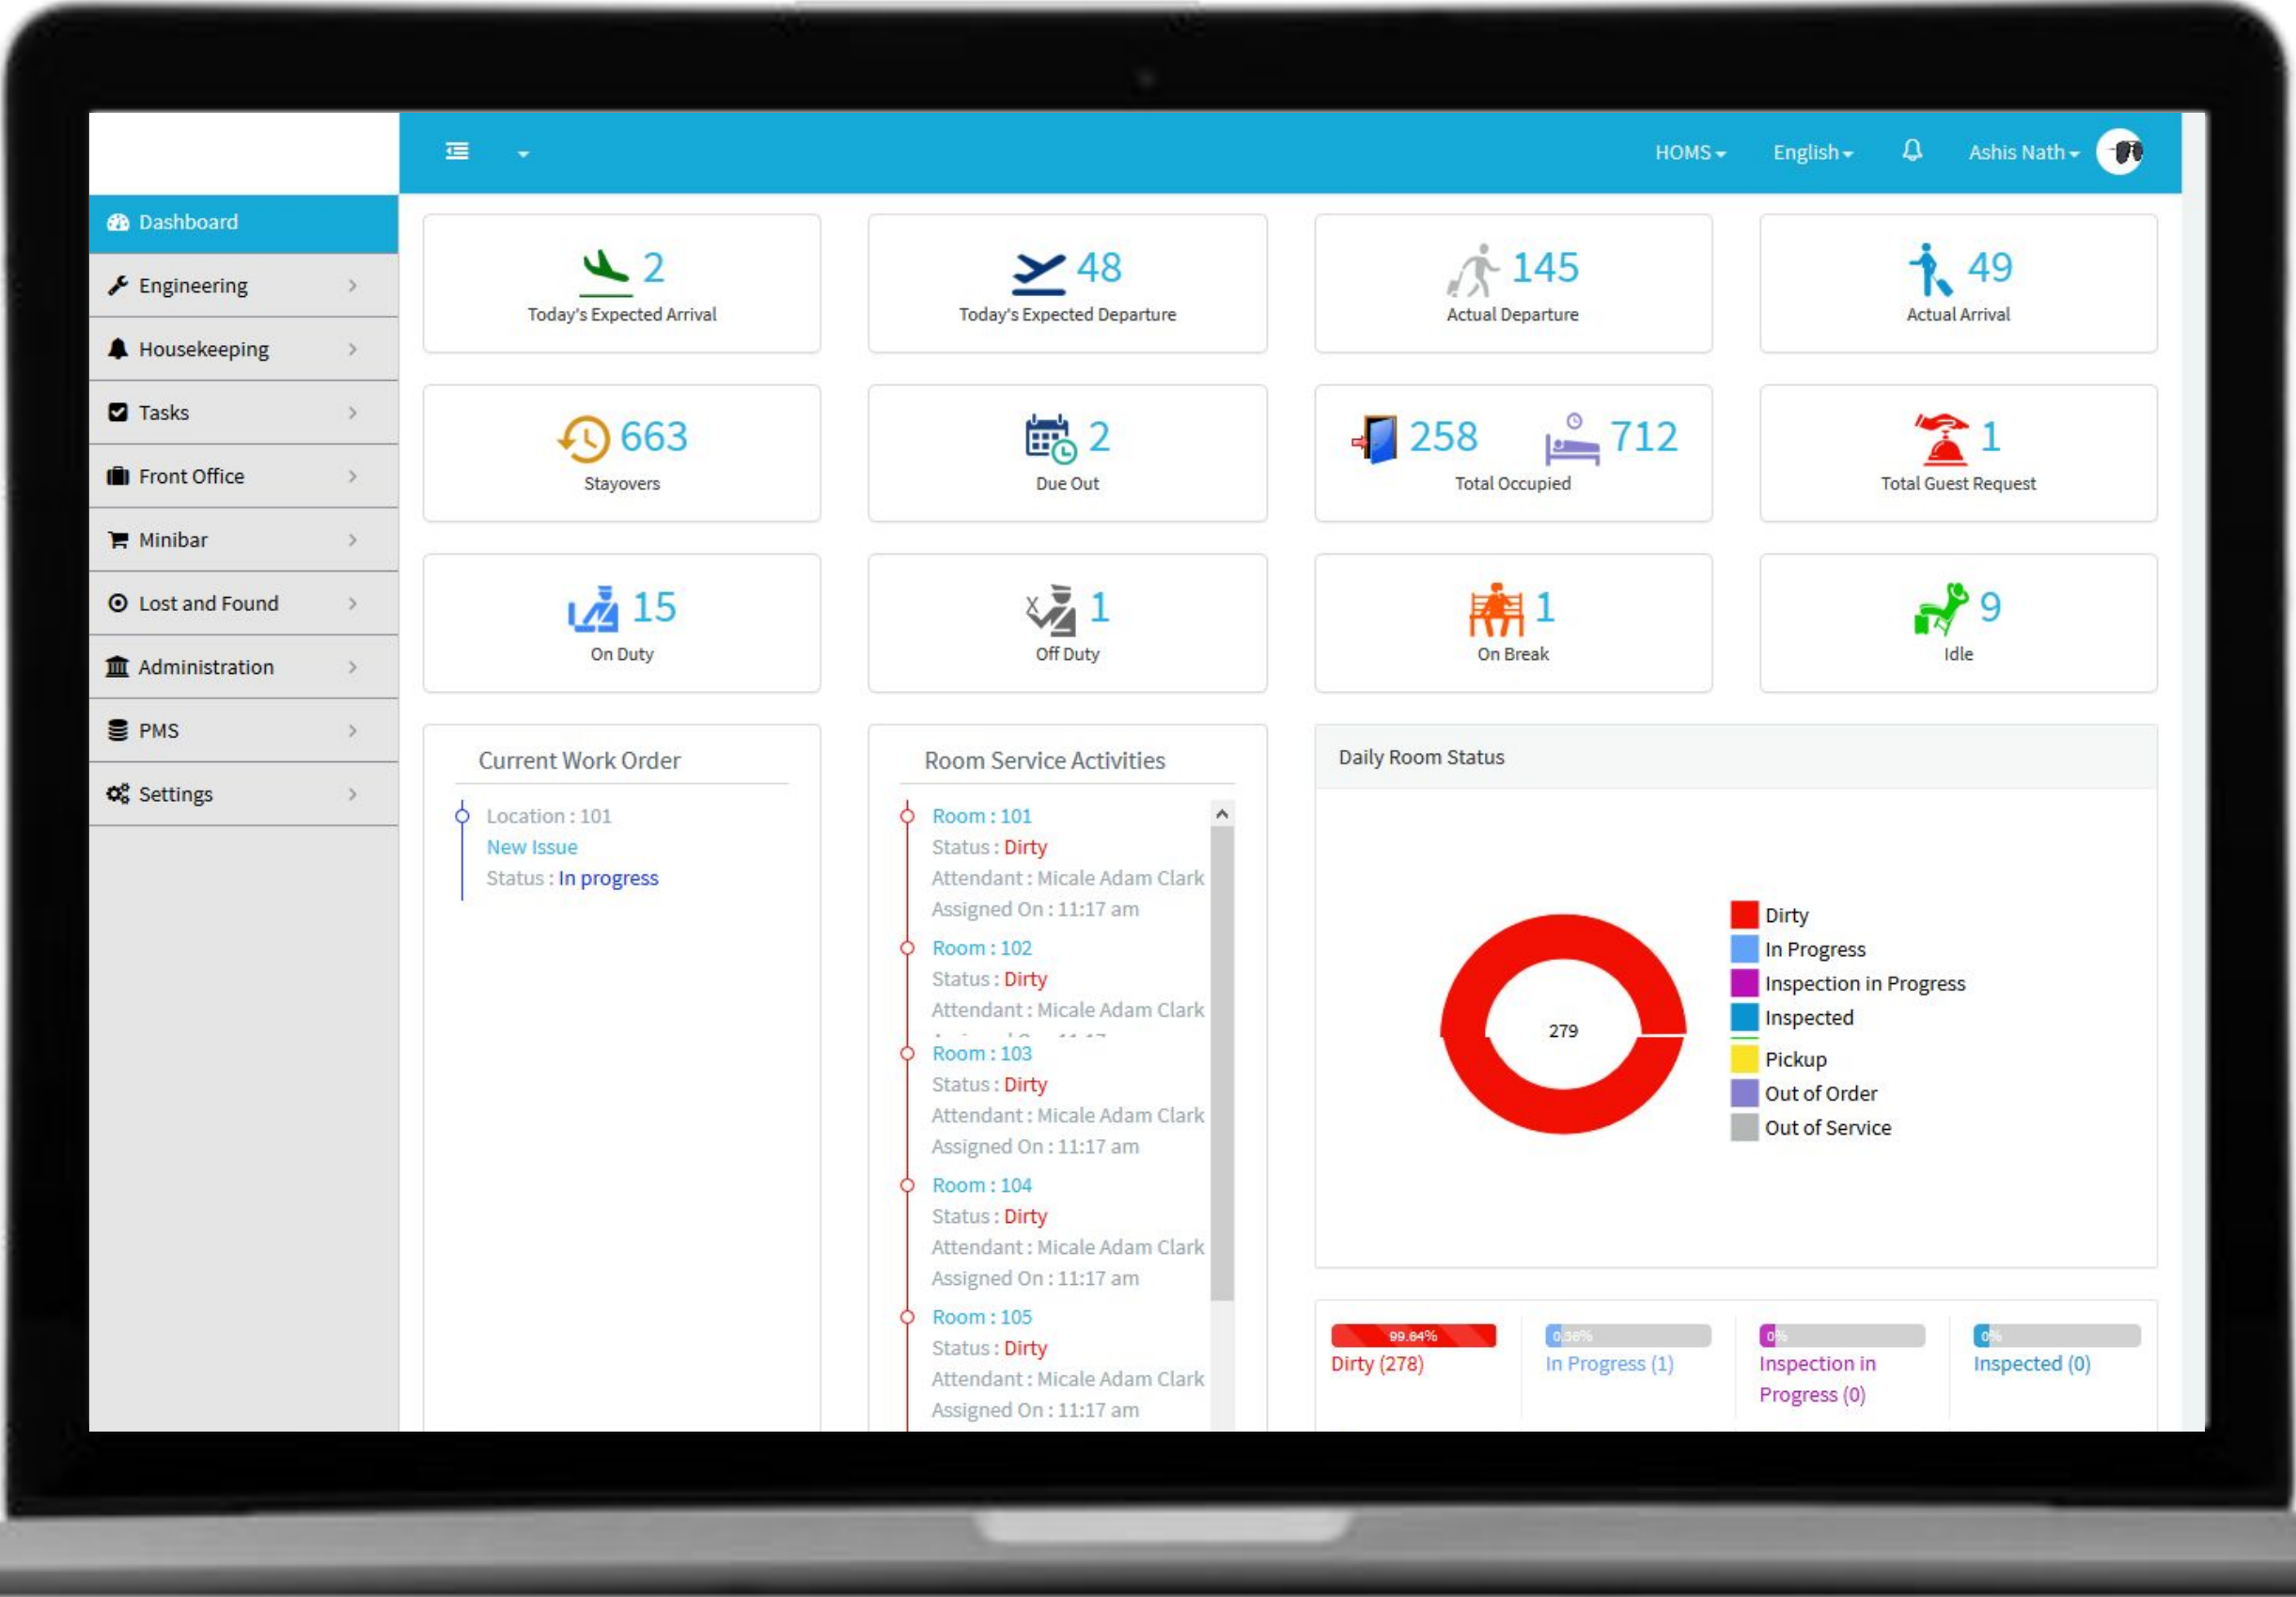 HOMS
English
Ashis Nath
Dashboard
Engineering
Housekeeping
Tasks
Front Office
Minibar
Lost and Found
Administration
PMS
Settings
2
Today's Expected Arrival
48
Today's Expected Departure
145
Actual Departure
49
Actual Arrival
663
Stayovers
2
Due Out
258 712
Total Occupied
1
Total Guest Request
15
On Duty
1
Off Duty
1
On Break
9
Idle
Current Work Order
Location : 101
New Issue
Status : In progress
Room Service Activities
Room : 101
Status : Dirty
Attendant : Micale Adam Clark
Assigned On : 11:17 am
Room : 102
Status : Dirty
Attendant : Micale Adam Clark
Room : 103
Status : Dirty
Attendant : Micale Adam Clark
Assigned On : 11:17 am
Room : 104
Status : Dirty
Attendant : Micale Adam Clark
Assigned On : 11:17 am
Room : 105
Status : Dirty
Attendant : Micale Adam Clark
Assigned On : 11:17 am
Daily Room Status
279
Dirty
In Progress
Inspection in Progress
Inspected
Pickup
Out of Order
Out of Service
99.64%
Dirty (278)
In Progress (1)
0%
Inspection in
Progress (0)
0%
Inspected (0)